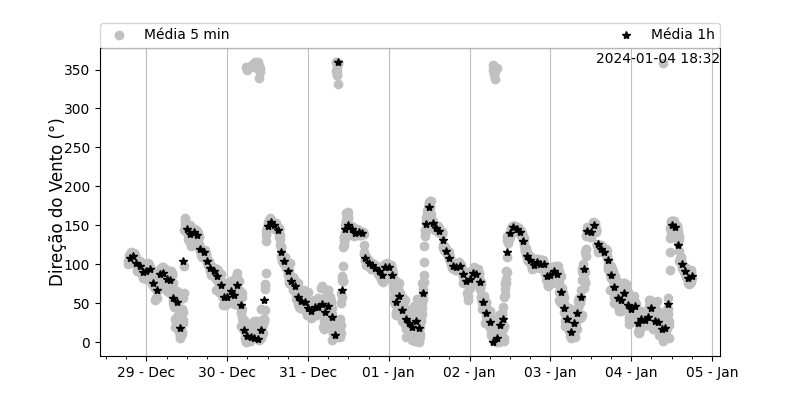 Média 5 min
Média 1h
2024-01-04 18:32
Direção do Vento (°)
350
300
250
200
150
100
50
0
29 - Dec
30 - Dec
31 - Dec
01 - Jan
02 - Jan
03 - Jan
04 - Jan
05 - Jan